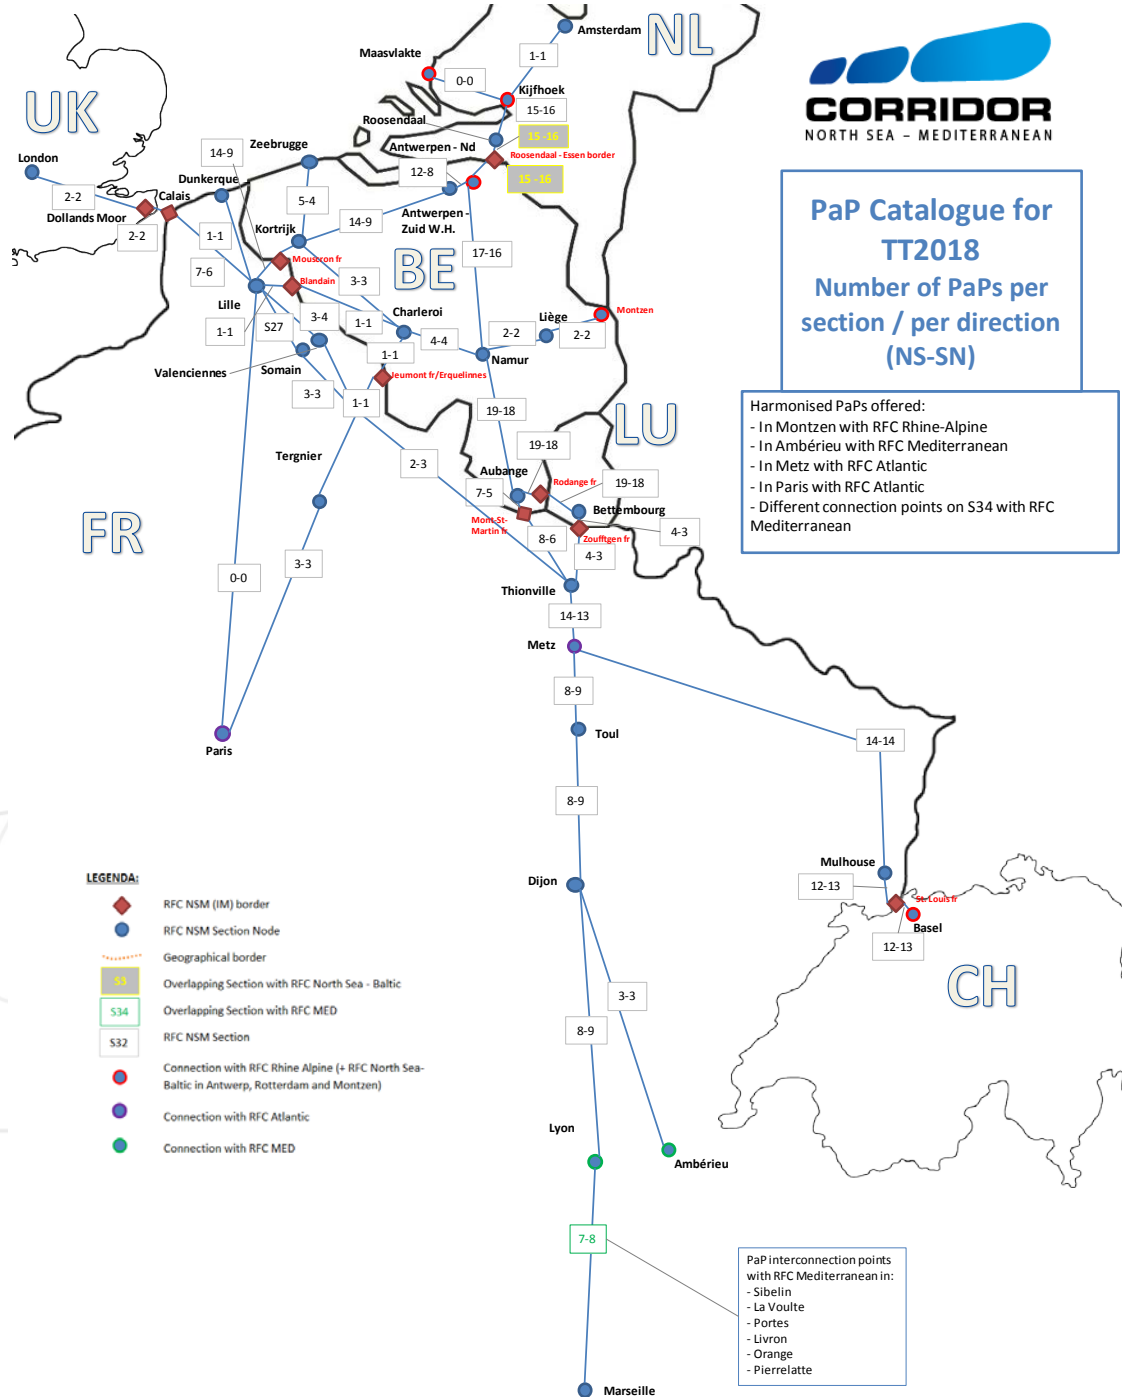 NL
Amsterdam
Maasvlakte
1-1
0-0
Kijfhoek
15-16
CORRIDOR
NORTH SEA – MEDITERRANEAN
UK
Roosendaal
15 -16
Zeebrugge
Antwerpen - Nd
Roosendaal - Essen border
14-9
London
Dunkerque
12-8
15 -16
2-2
Calais
5-4
Antwerpen -
Zuid W.H.
Dollands Moor
14-9
2-2
1-1
Kortrijk
BE
17-16
Mouscron fr
7-6
3-3
Blandain
Lille
3-4
1-1
Charleroi
Liège
Montzen
1-1
S27
4-4
2-2
2-2
Valenciennes
Somain
1-1
Namur
Jeumont fr/Erquelinnes
3-3
1-1
PaP Catalogue for
TT2018
Number of PaPs per
section / per direction
(NS-SN)
Harmonised PaPs offered:
- In Montzen with RFC Rhine-Alpine
- In Ambérieu with RFC Mediterranean
- In Metz with RFC Atlantic
- In Paris with RFC Atlantic
- Different connection points on S34 with RFC
Mediterranean
19-18
LU
19-18
Tergnier
2-3
Aubange
Rodange fr
19-18
7-5
Bettembourg
Mont-St-
Martin fr
8-6
Zoufftgen fr
4-3
4-3
FR
3-3
0-0
Thionville
14-13
Metz
8-9
Paris
Toul
14-14
8-9
Mulhouse
Dijon
12-13
St. Louis fr
Basel
12-13
CH
3-3
8-9
LEGENDA:
RFC NSM (IM) border
RFC NSM Section Node
Geographical border
S3
Overlapping Section with RFC North Sea - Baltic
S34
Overlapping Section with RFC MED
S32
RFC NSM Section
Connection with RFC Rhine Alpine (+ RFC North Sea-
Baltic in Antwerp, Rotterdam and Montzen)
Connection with RFC Atlantic
Connection with RFC MED
Lyon
Ambérieu
7-8
PaP interconnection points
with RFC Mediterranean in:
- Sibelin
- La Voulte
- Portes
- Livron
- Orange
- Pierrelatte
Marseille